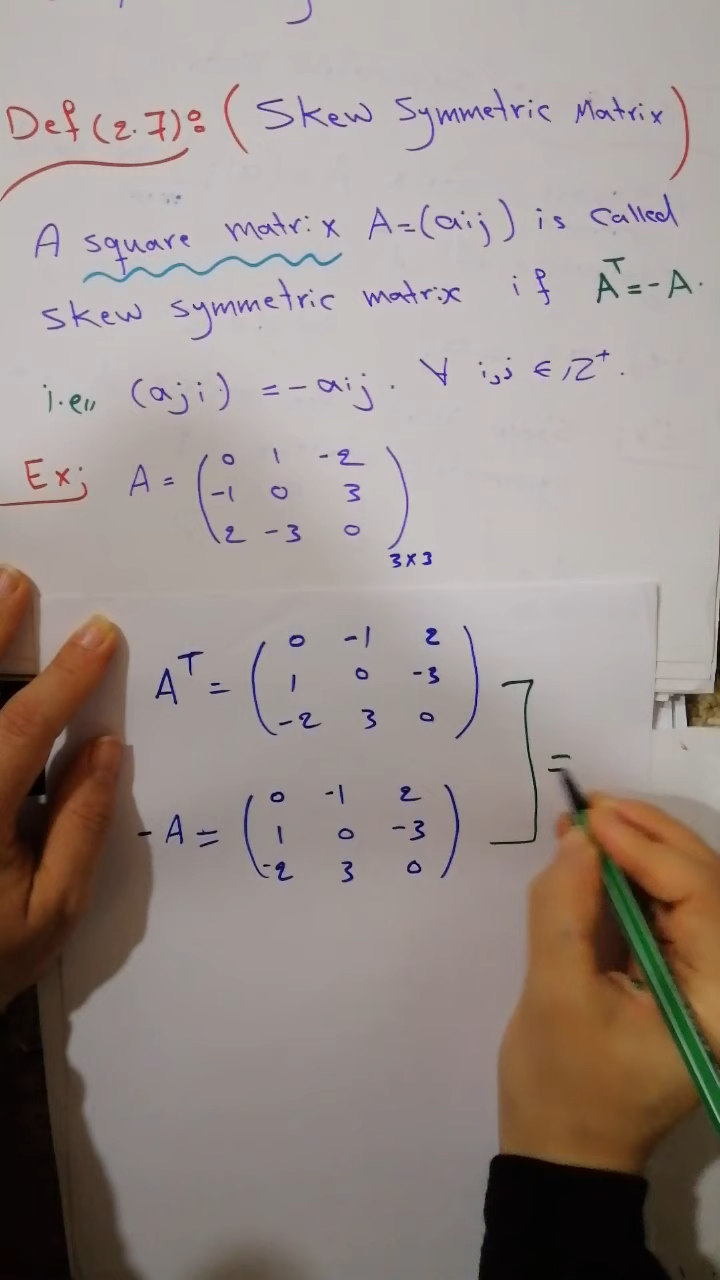 Def (2.7): ( Skew Symmetric Matrix )
A square matrix A=(aij) is called
skew symmetric matrix if Aᵀ=-A.
i.e,, (aji) = -aij. ∀ i,j ∈ Z⁺.
Ex; A = ( 0 1 -2
-1 0 3
2 -3 0 ) 3x3
Aᵀ = ( 0 -1 2
1 0 -3
-2 3 0 )
=
-A = ( 0 -1 2
1 0 -3
-2 3 0 )